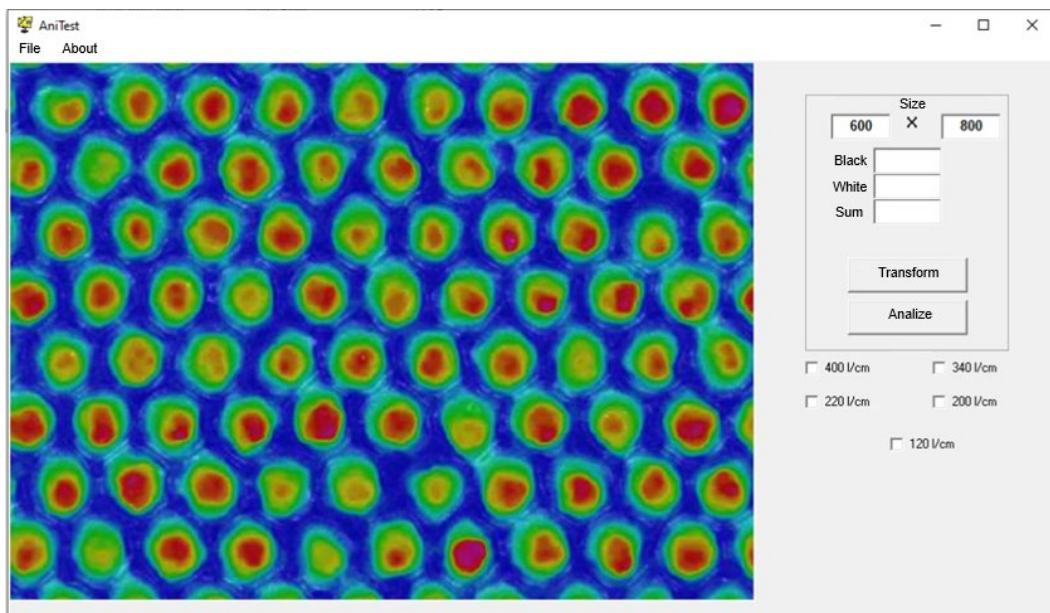 AniTest
File About
Size
600 X 800
Black
White
Sum
Transform
Analize
400 l/cm 340 l/cm
220 l/cm 200 l/cm
120 l/cm